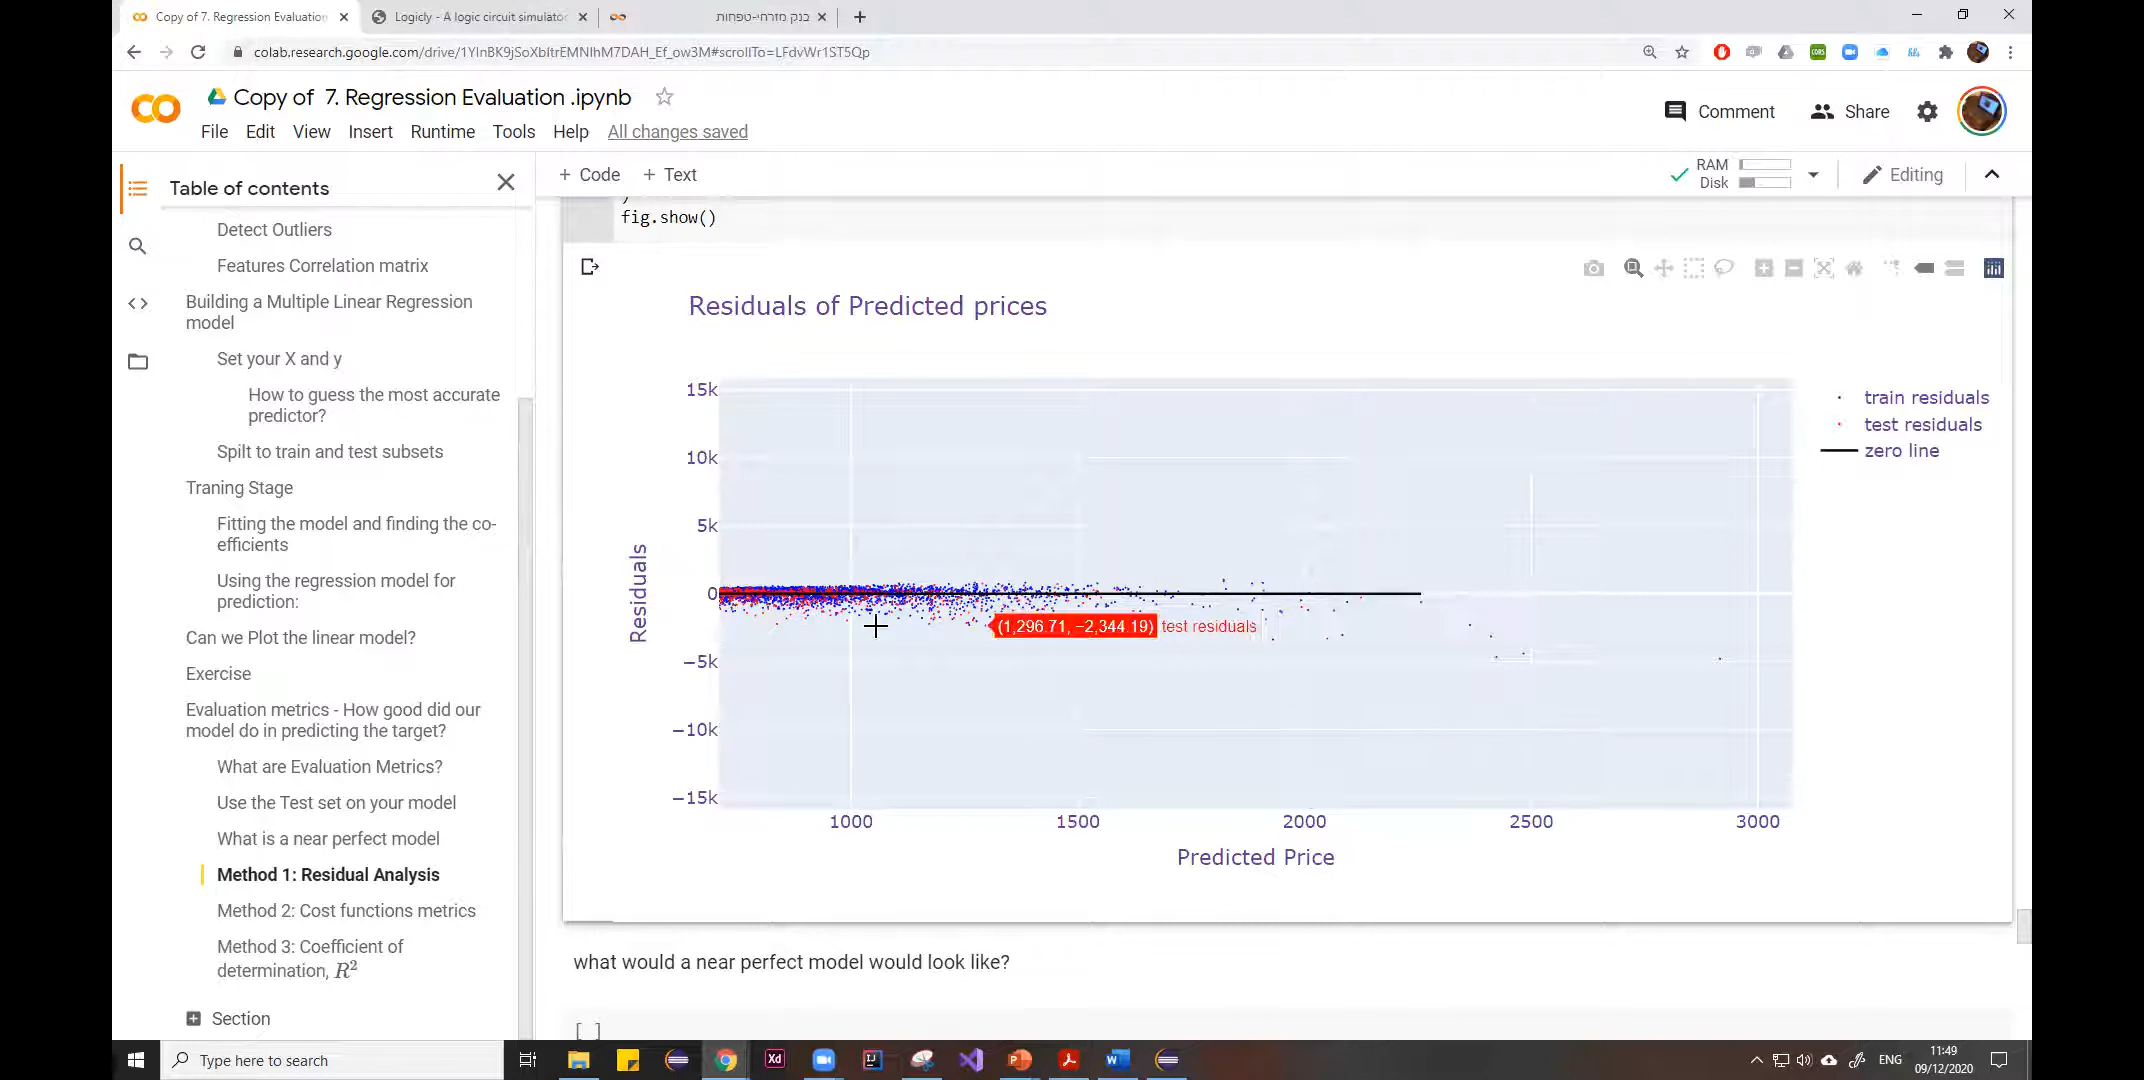 Copy of 7. Regression Evaluation
Logicly - A logic circuit simulator
בנק מזרחי-טפחות
colab.research.google.com/drive/1YInBK9jSoXbItrEMNIhM7DAH_Ef_ow3M#scrollTo=LFdvWr1ST5Qp
Copy of 7. Regression Evaluation .ipynb
Comment
Share
File Edit View Insert Runtime Tools Help All changes saved
Table of contents
+ Code + Text
RAM
Disk
Editing
Detect Outliers
Features Correlation matrix
Building a Multiple Linear Regression
model
Set your X and y
How to guess the most accurate
predictor?
Spilt to train and test subsets
Traning Stage
Fitting the model and finding the co-
efficients
Using the regression model for
prediction:
Can we Plot the linear model?
Exercise
Evaluation metrics - How good did our
model do in predicting the target?
What are Evaluation Metrics?
Use the Test set on your model
What is a near perfect model
Method 1: Residual Analysis
Method 2: Cost functions metrics
Method 3: Coefficient of
determination, R²
Section
)
fig.show()
Residuals of Predicted prices
15k
10k
5k
0
−5k
−10k
−15k
Residuals
1000 1500 2000 2500 3000
Predicted Price
(1,296.71, −2,344.19) test residuals
train residuals
test residuals
zero line
what would a near perfect model would look like?
[ ]
Type here to search
Xd
ENG
11:49
09/12/2020